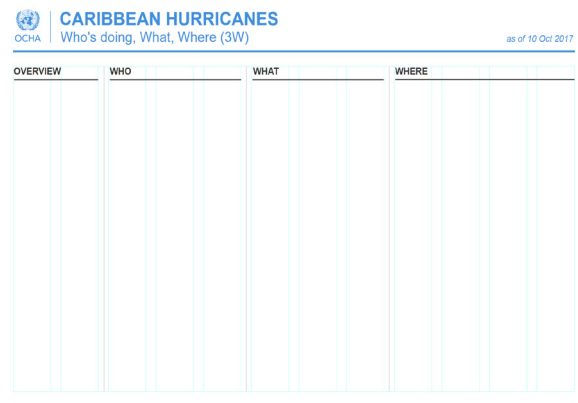 CARIBBEAN HURRICANES
OCHA
Who's doing, What, Where (3W)
as of 10 Oct 2017
OVERVIEW
WHO
WHAT
WHERE